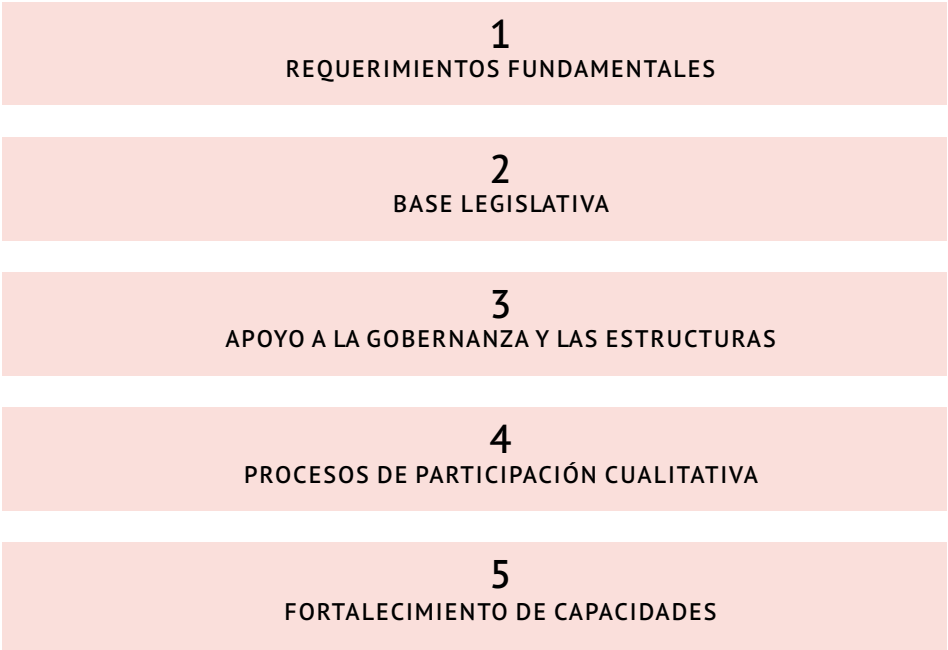 1
REQUERIMIENTOS FUNDAMENTALES
2
BASE LEGISLATIVA
3
APOYO A LA GOBERNANZA Y LAS ESTRUCTURAS
4
PROCESOS DE PARTICIPACIÓN CUALITATIVA
5
FORTALECIMIENTO DE CAPACIDADES